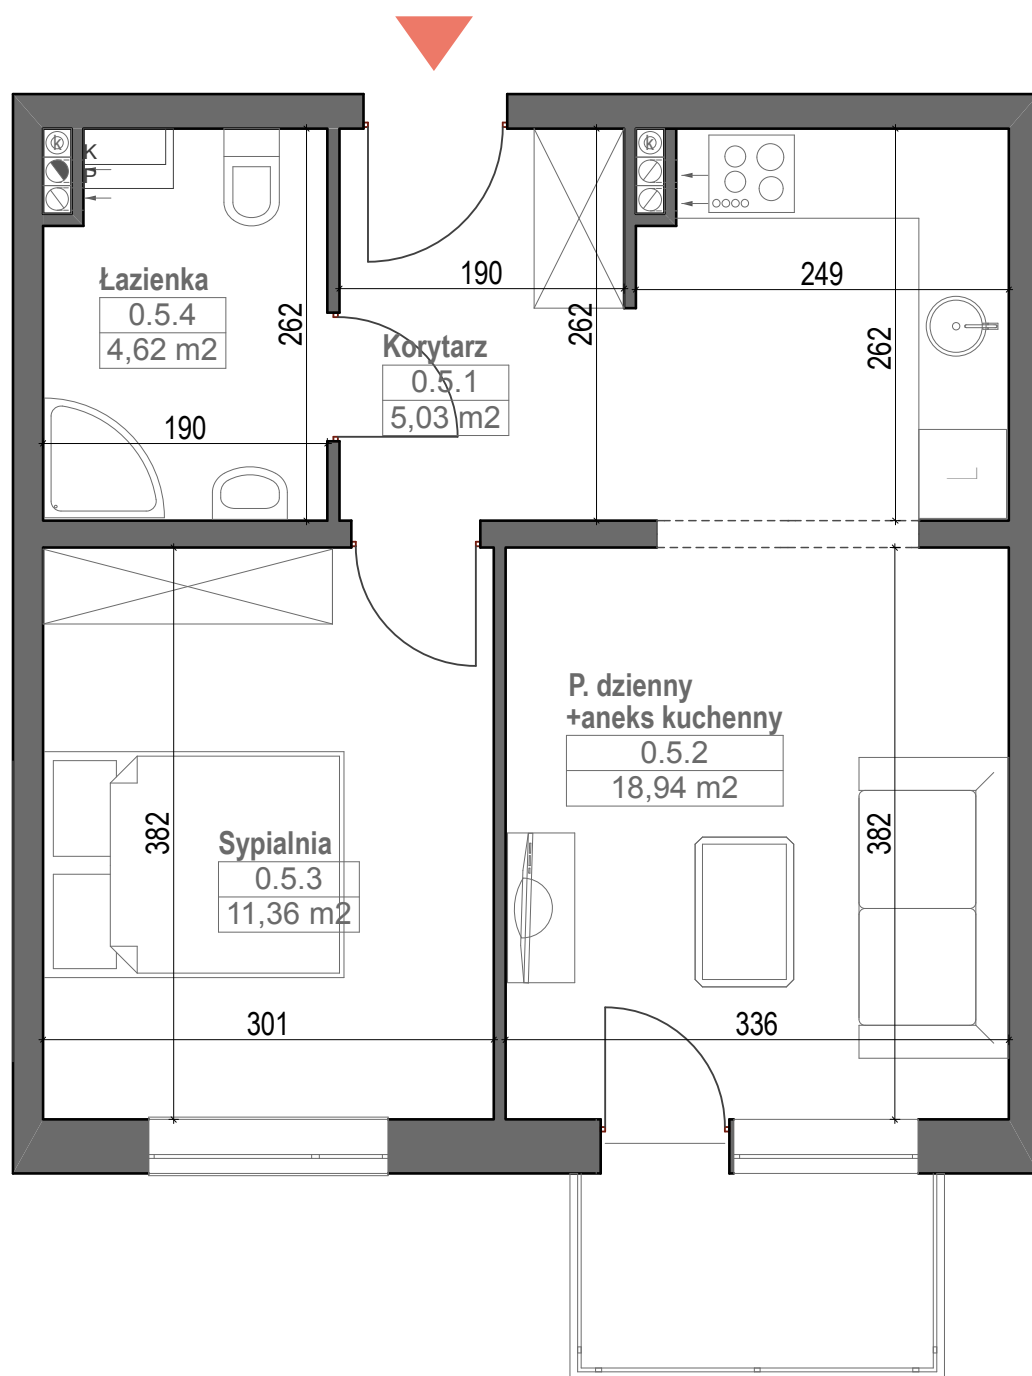 k
K
P
k
Łazienka
0.5.4
4,62 m2
190
262
190
Korytarz
0.5.1
5,03 m2
262
249
262
P. dzienny
+aneks kuchenny
0.5.2
18,94 m2
382
336
Sypialnia
0.5.3
11,36 m2
382
301